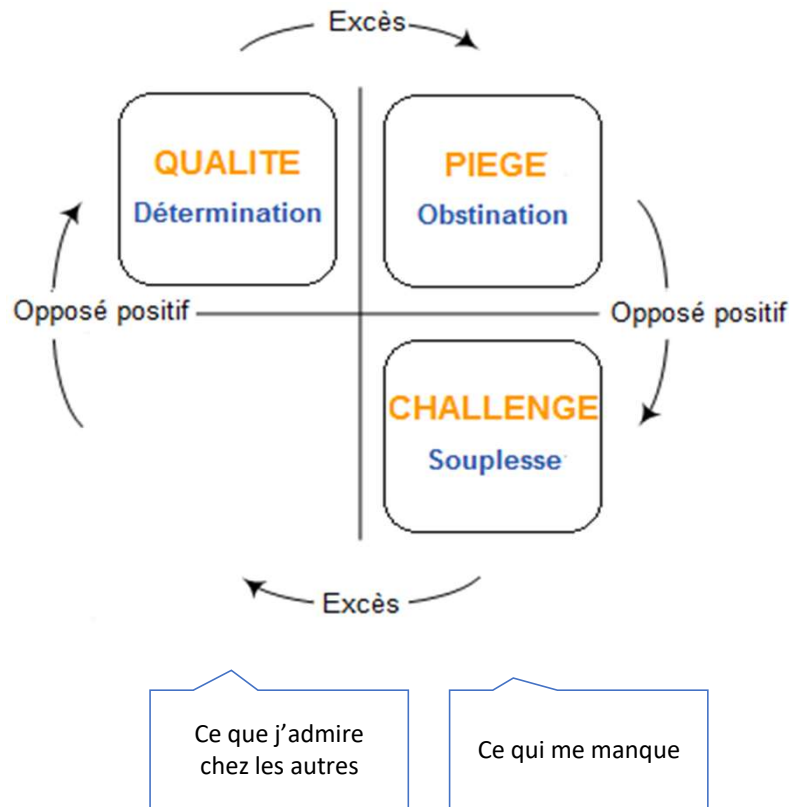 Excès
QUALITE
Détermination
PIEGE
Obstination
Opposé positif
Opposé positif
CHALLENGE
Souplesse
Excès
Ce que j’admire
chez les autres
Ce qui me manque